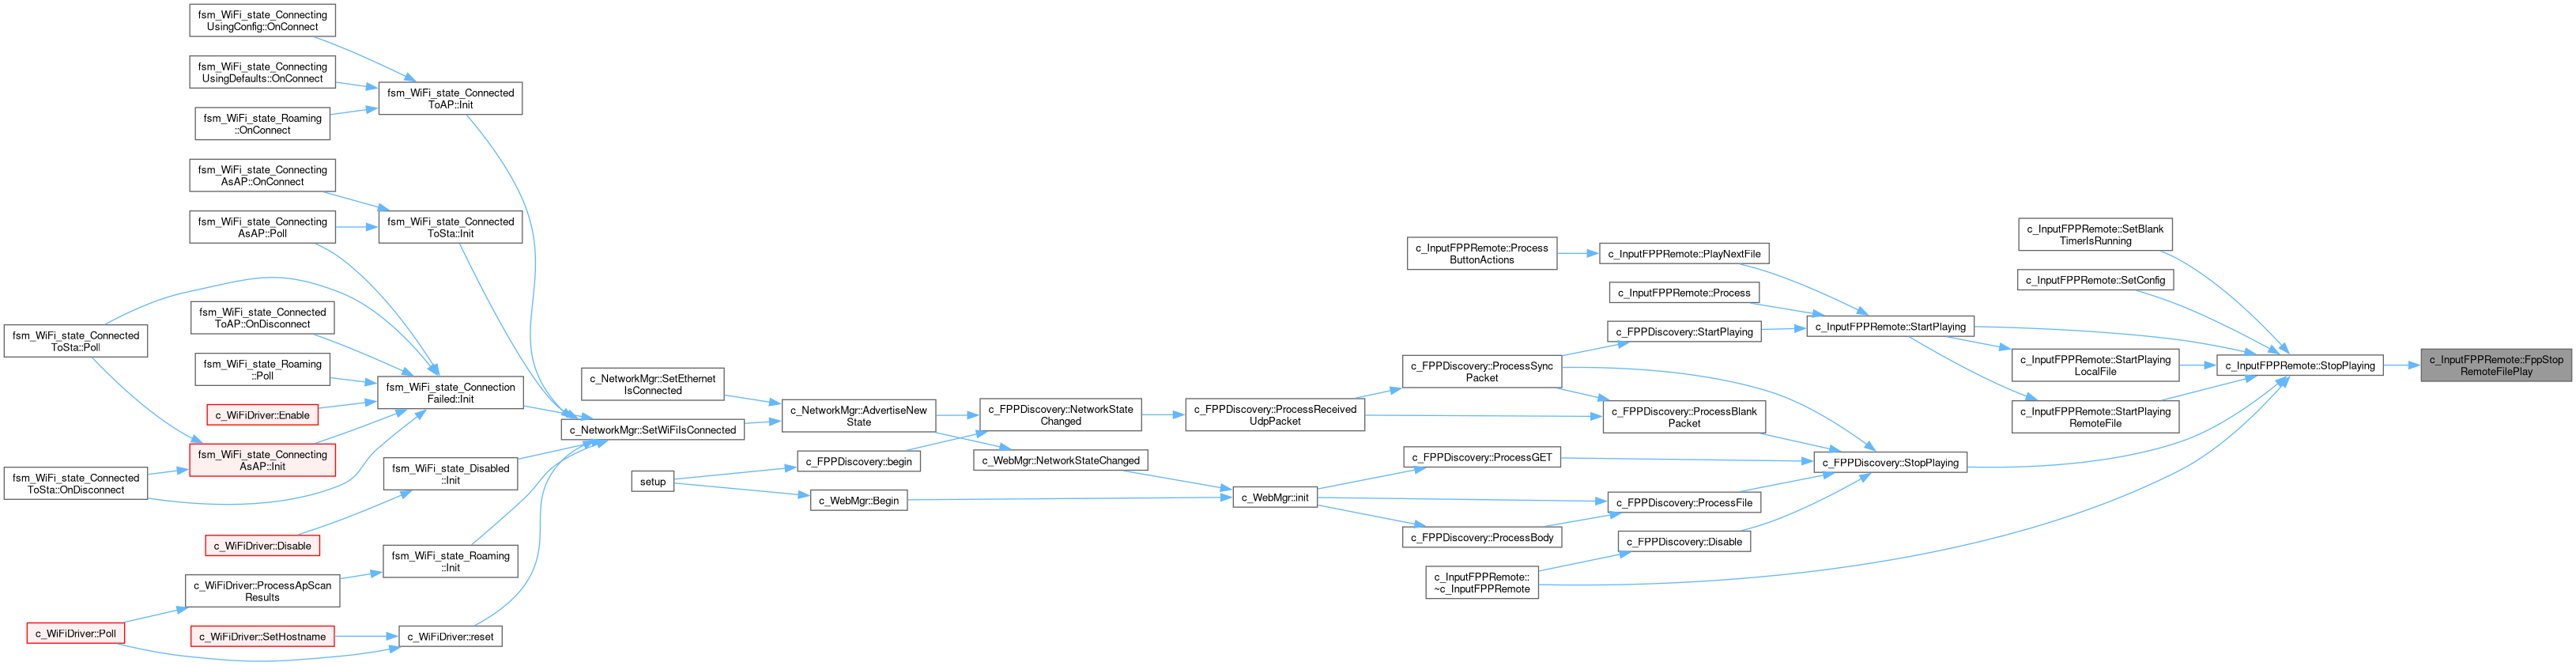 fsm_WiFi_state_Connecting
UsingConfig::OnConnect
fsm_WiFi_state_Connecting
UsingDefaults::OnConnect
fsm_WiFi_state_Roaming
::OnConnect
fsm_WiFi_state_Connected
ToAP::Init
fsm_WiFi_state_Connecting
AsAP::OnConnect
fsm_WiFi_state_Connecting
AsAP::Poll
fsm_WiFi_state_Connected
ToSta::Init
fsm_WiFi_state_Connected
ToAP::OnDisconnect
fsm_WiFi_state_Connected
ToSta::Poll
fsm_WiFi_state_Roaming
::Poll
fsm_WiFi_state_Connection
Failed::Init
c_WiFiDriver::Enable
fsm_WiFi_state_Connecting
AsAP::Init
fsm_WiFi_state_Connected
ToSta::OnDisconnect
fsm_WiFi_state_Disabled
::Init
c_WiFiDriver::Disable
fsm_WiFi_state_Roaming
::Init
c_WiFiDriver::ProcessApScan
Results
c_WiFiDriver::Poll
c_WiFiDriver::SetHostname
c_WiFiDriver::reset
c_NetworkMgr::SetWiFiIsConnected
c_NetworkMgr::SetEthernet
IsConnected
c_NetworkMgr::AdvertiseNew
State
setup
c_FPPDiscovery::begin
c_WebMgr::Begin
c_FPPDiscovery::NetworkState
Changed
c_WebMgr::NetworkStateChanged
c_FPPDiscovery::ProcessReceived
UdpPacket
c_WebMgr::init
c_InputFPPRemote::Process
ButtonActions
c_FPPDiscovery::ProcessSync
Packet
c_FPPDiscovery::ProcessGET
c_FPPDiscovery::ProcessBody
c_InputFPPRemote::
~c_InputFPPRemote
c_InputFPPRemote::PlayNextFile
c_InputFPPRemote::Process
c_FPPDiscovery::StartPlaying
c_FPPDiscovery::ProcessBlank
Packet
c_FPPDiscovery::ProcessFile
c_FPPDiscovery::Disable
c_InputFPPRemote::StartPlaying
c_FPPDiscovery::StopPlaying
c_InputFPPRemote::SetBlank
TimerIsRunning
c_InputFPPRemote::SetConfig
c_InputFPPRemote::StartPlaying
LocalFile
c_InputFPPRemote::StartPlaying
RemoteFile
c_InputFPPRemote::StopPlaying
c_InputFPPRemote::FppStop
RemoteFilePlay